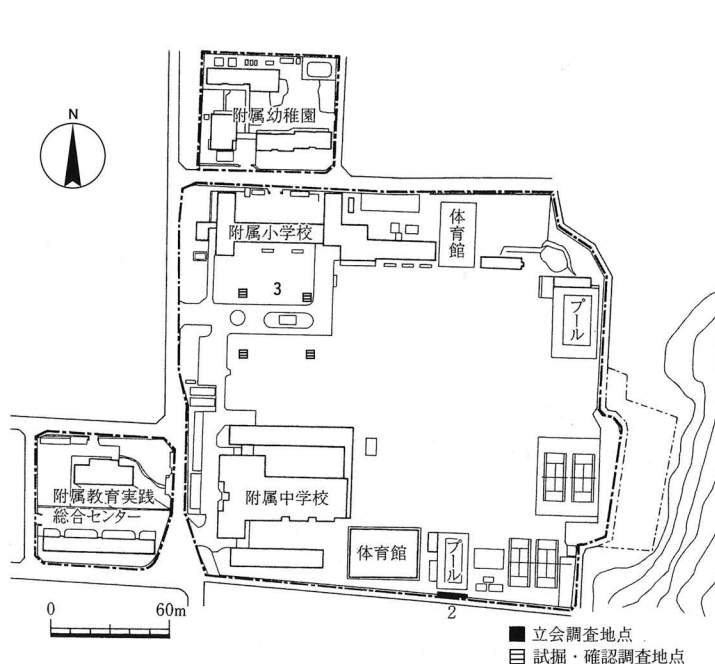 附属幼稚園
N
附属小学校
体育館
3
プール
附属教育実践
総合センター
附属中学校
体育館
プール
2
0 60m
■ 立会調査地点
試掘・確認調査地点